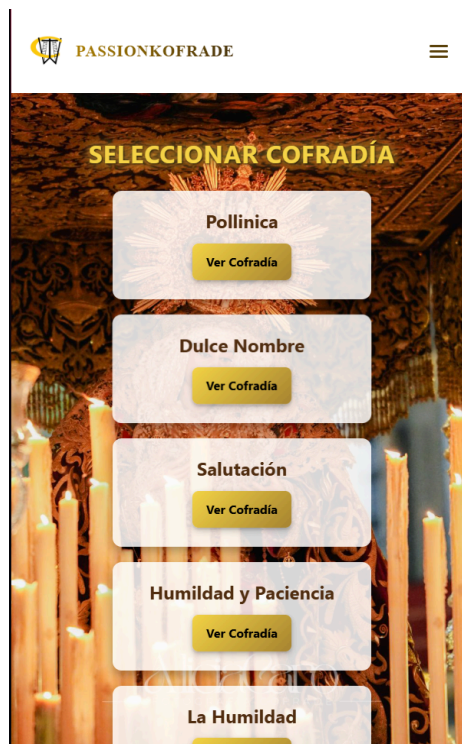 PASSIONKOFRADE
SELECCIONAR COFRADÍA
Pollinica
Ver Cofradía
Dulce Nombre
Ver Cofradía
Salutación
Ver Cofradía
Humildad y Paciencia
Ver Cofradía
La Humildad